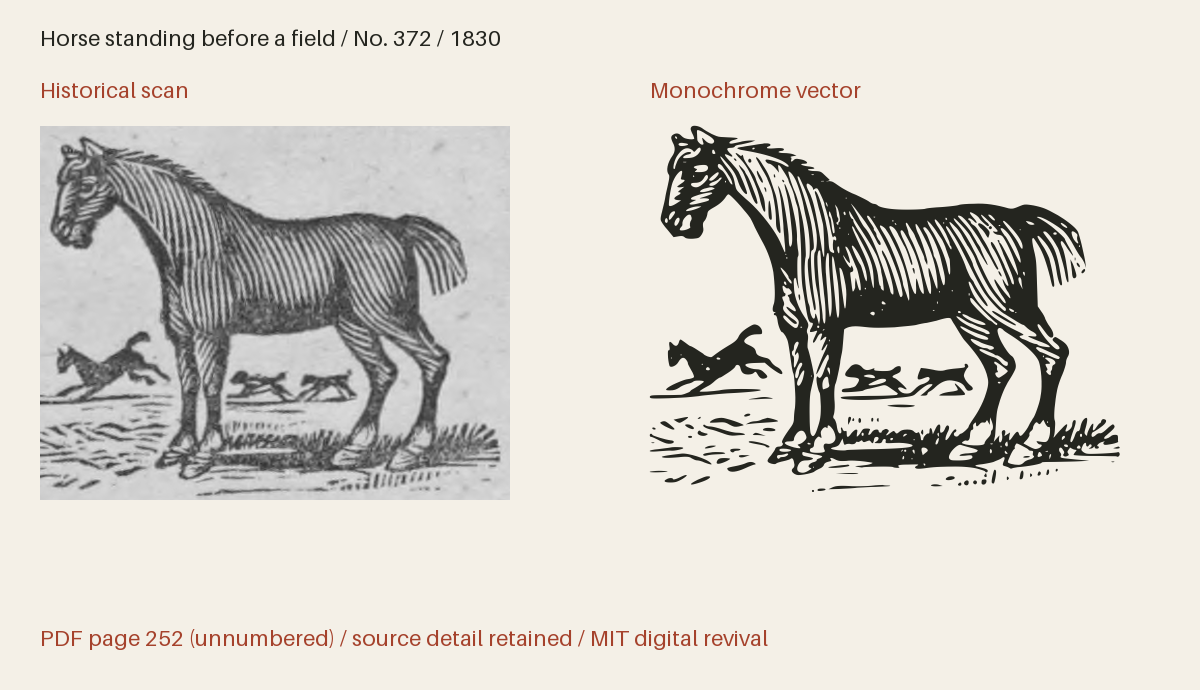 Horse standing before a field / No. 372 / 1830
Historical scan
Monochrome vector
PDF page 252 (unnumbered) / source detail retained / MIT digital revival